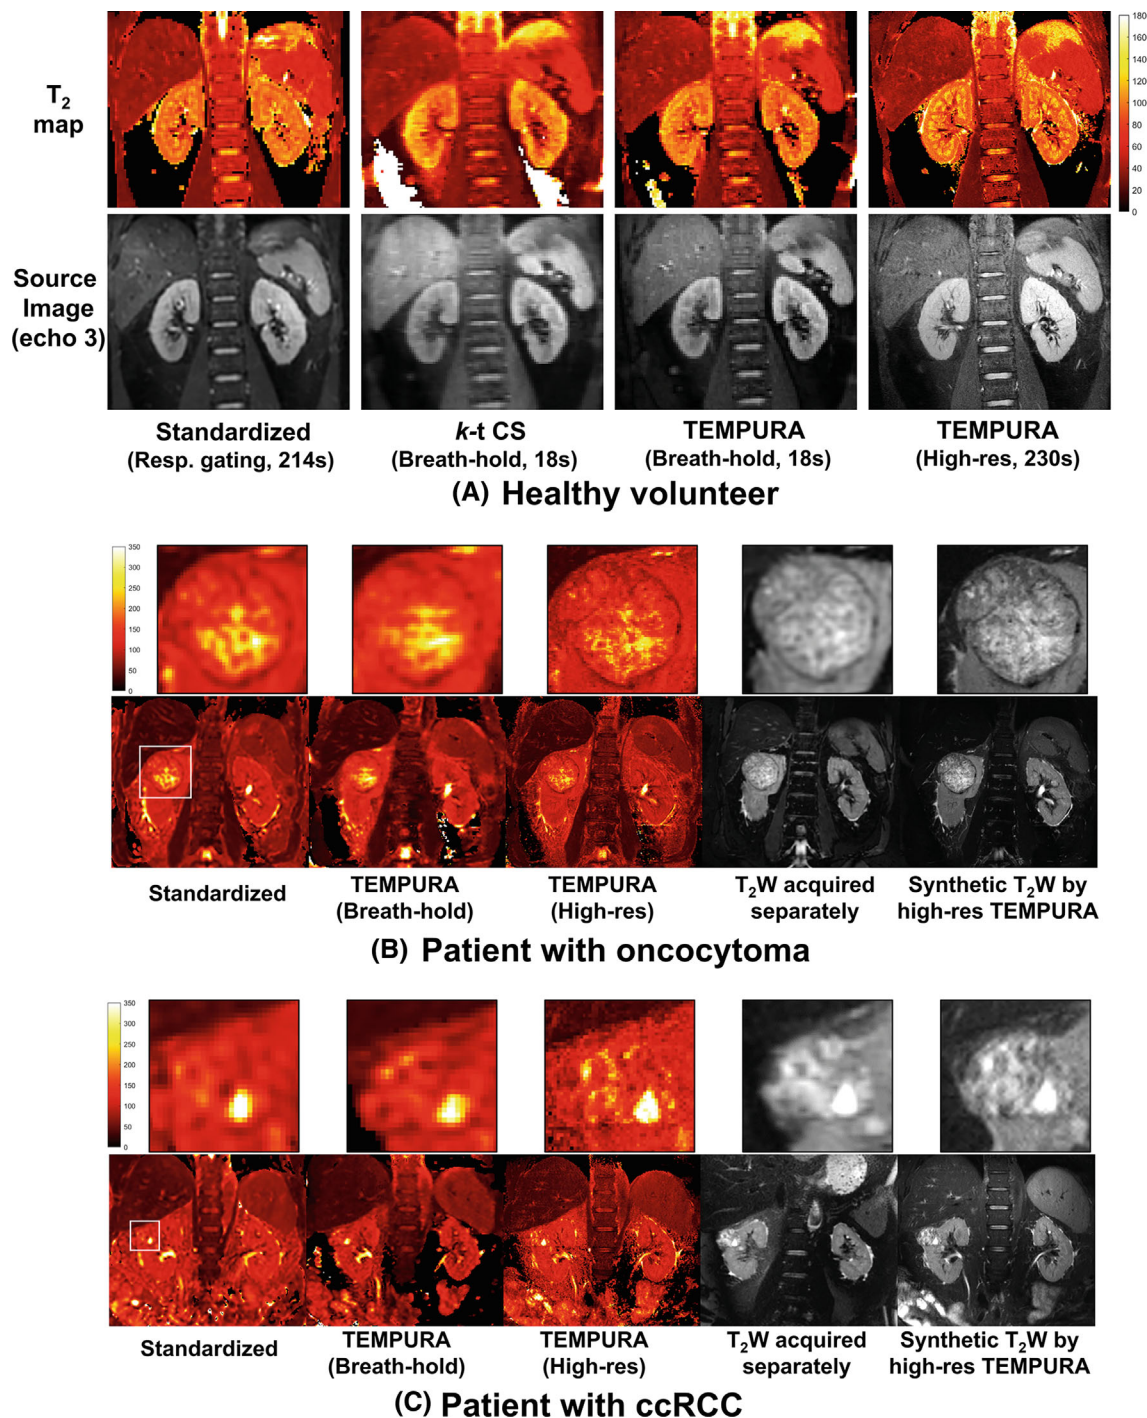 T₂
map
180
160
140
120
100
80
60
40
20
0
Source
Image
(echo 3)
Standardized
(Resp. gating, 214s)
k-t CS
(Breath-hold, 18s)
TEMPURA
(Breath-hold, 18s)
TEMPURA
(High-res, 230s)
(A) Healthy volunteer
350
300
250
200
150
100
50
0
Standardized
TEMPURA
(Breath-hold)
TEMPURA
(High-res)
T₂W acquired
separately
Synthetic T₂W by
high-res TEMPURA
(B) Patient with oncocytoma
350
300
250
200
150
100
50
0
Standardized
TEMPURA
(Breath-hold)
TEMPURA
(High-res)
T₂W acquired
separately
Synthetic T₂W by
high-res TEMPURA
(C) Patient with ccRCC